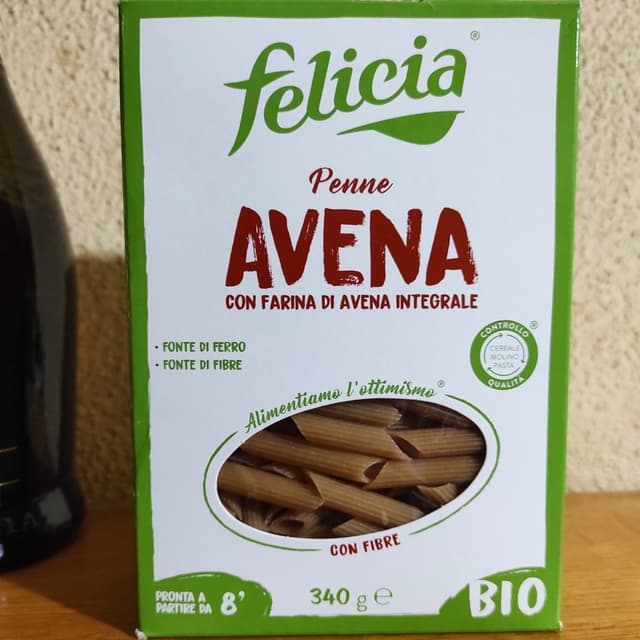 felicia®
Penne
AVENA
CON FARINA DI AVENA INTEGRALE
• FONTE DI FERRO
• FONTE DI FIBRE
CONTROLLO®
CEREALE
MOLINO
PASTA
QUALITÀ
Alimentiamo l'ottimismo®
CON FIBRE
PRONTA A
PARTIRE DA 8'
340 g ℮
BIO